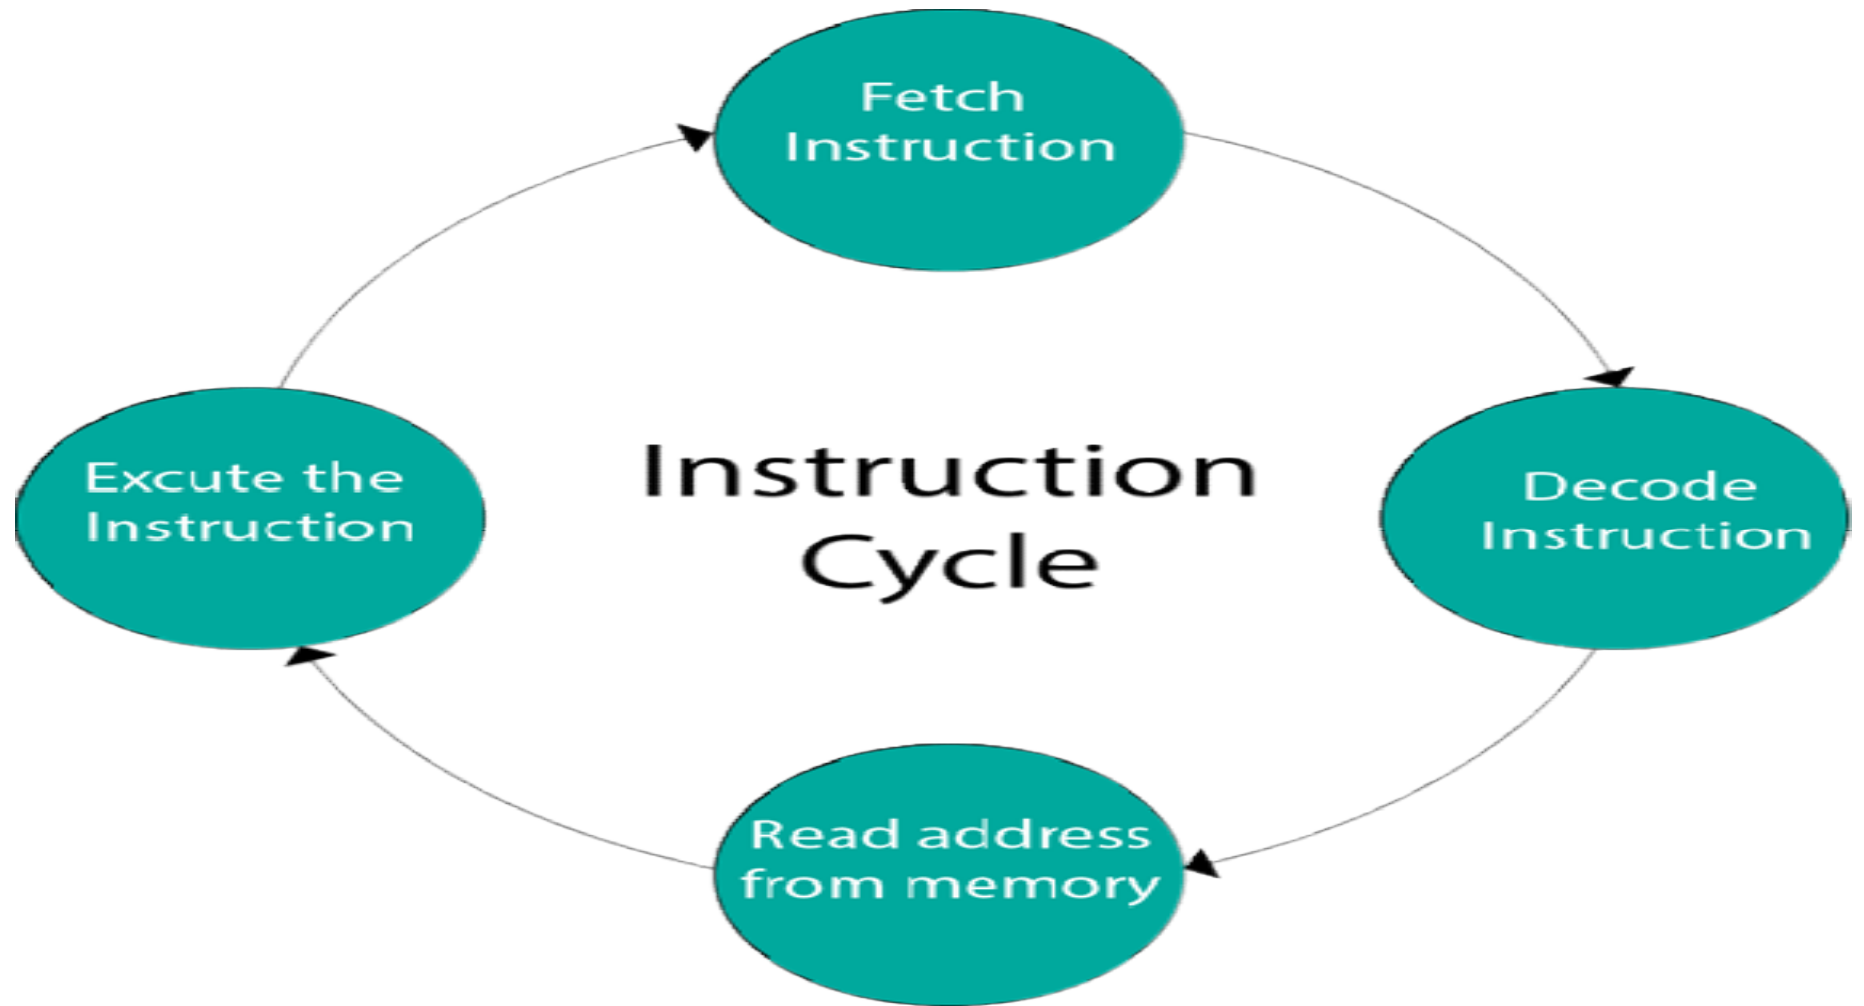 Fetch
Instruction
Excute the
Instruction
Instruction
Cycle
Decode
Instruction
Read address
from memory